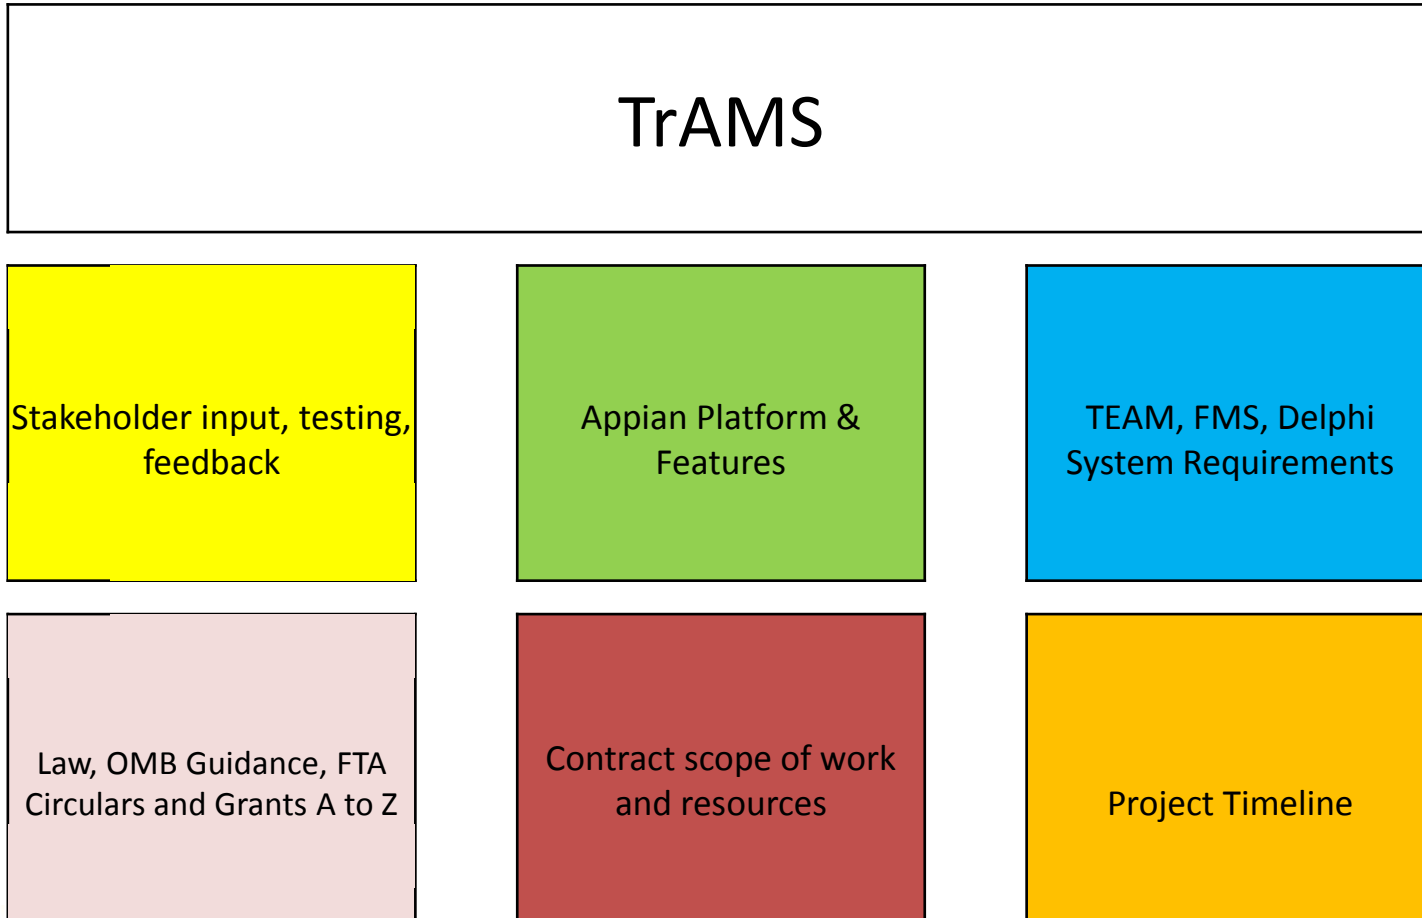 TrAMS
Stakeholder input, testing,
feedback
Appian Platform &
Features
TEAM, FMS, Delphi
System Requirements
Law, OMB Guidance, FTA
Circulars and Grants A to Z
Contract scope of work
and resources
Project Timeline